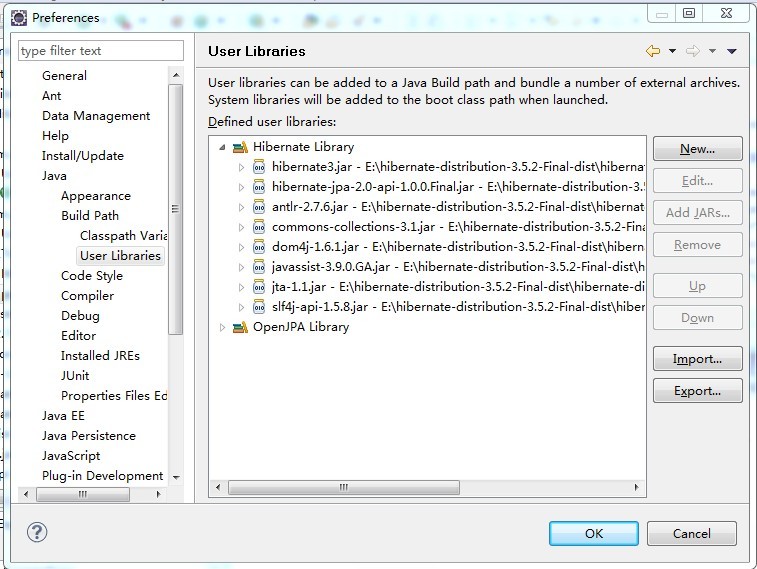 Preferences
type filter text
General
Ant
Data Management
Help
Install/Update
Java
Appearance
Build Path
Classpath Varia
User Libraries
Code Style
Compiler
Debug
Editor
Installed JREs
JUnit
Properties Files Ed
Java EE
Java Persistence
JavaScript
Plug-in Development
User Libraries
User libraries can be added to a Java Build path and bundle a number of external archives.
System libraries will be added to the boot class path when launched.
Defined user libraries:
Hibernate Library
hibernate3.jar - E:\hibernate-distribution-3.5.2-Final-dist\hiberna
hibernate-jpa-2.0-api-1.0.0.Final.jar - E:\hibernate-distribution-3.5
antlr-2.7.6.jar - E:\hibernate-distribution-3.5.2-Final-dist\hibernat
commons-collections-3.1.jar - E:\hibernate-distribution-3.5.2-Fina
dom4j-1.6.1.jar - E:\hibernate-distribution-3.5.2-Final-dist\hibern
javassist-3.9.0.GA.jar - E:\hibernate-distribution-3.5.2-Final-dist\h
jta-1.1.jar - E:\hibernate-distribution-3.5.2-Final-dist\hibernate-
slf4j-api-1.5.8.jar - E:\hibernate-distribution-3.5.2-Final-dist\hiber
OpenJPA Library
New...
Edit...
Add JARs...
Remove
Up
Down
Import...
Export...
OK
Cancel